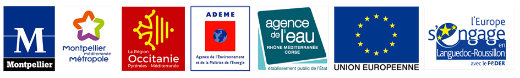 M
Montpellier
Montpellier
méditerranée
métropole
La Région
Occitanie
Pyrénées - Méditerranée
ADEME
Agence de l'Environnement
et de la Maîtrise de l'Energie
agence
de l'eau
RHÔNE MÉDITERRANÉE
CORSE
établissement public de l'État
UNION EUROPEENNE
l'Europe
s'engage
en
Languedoc-Roussillon
avec le FEDER